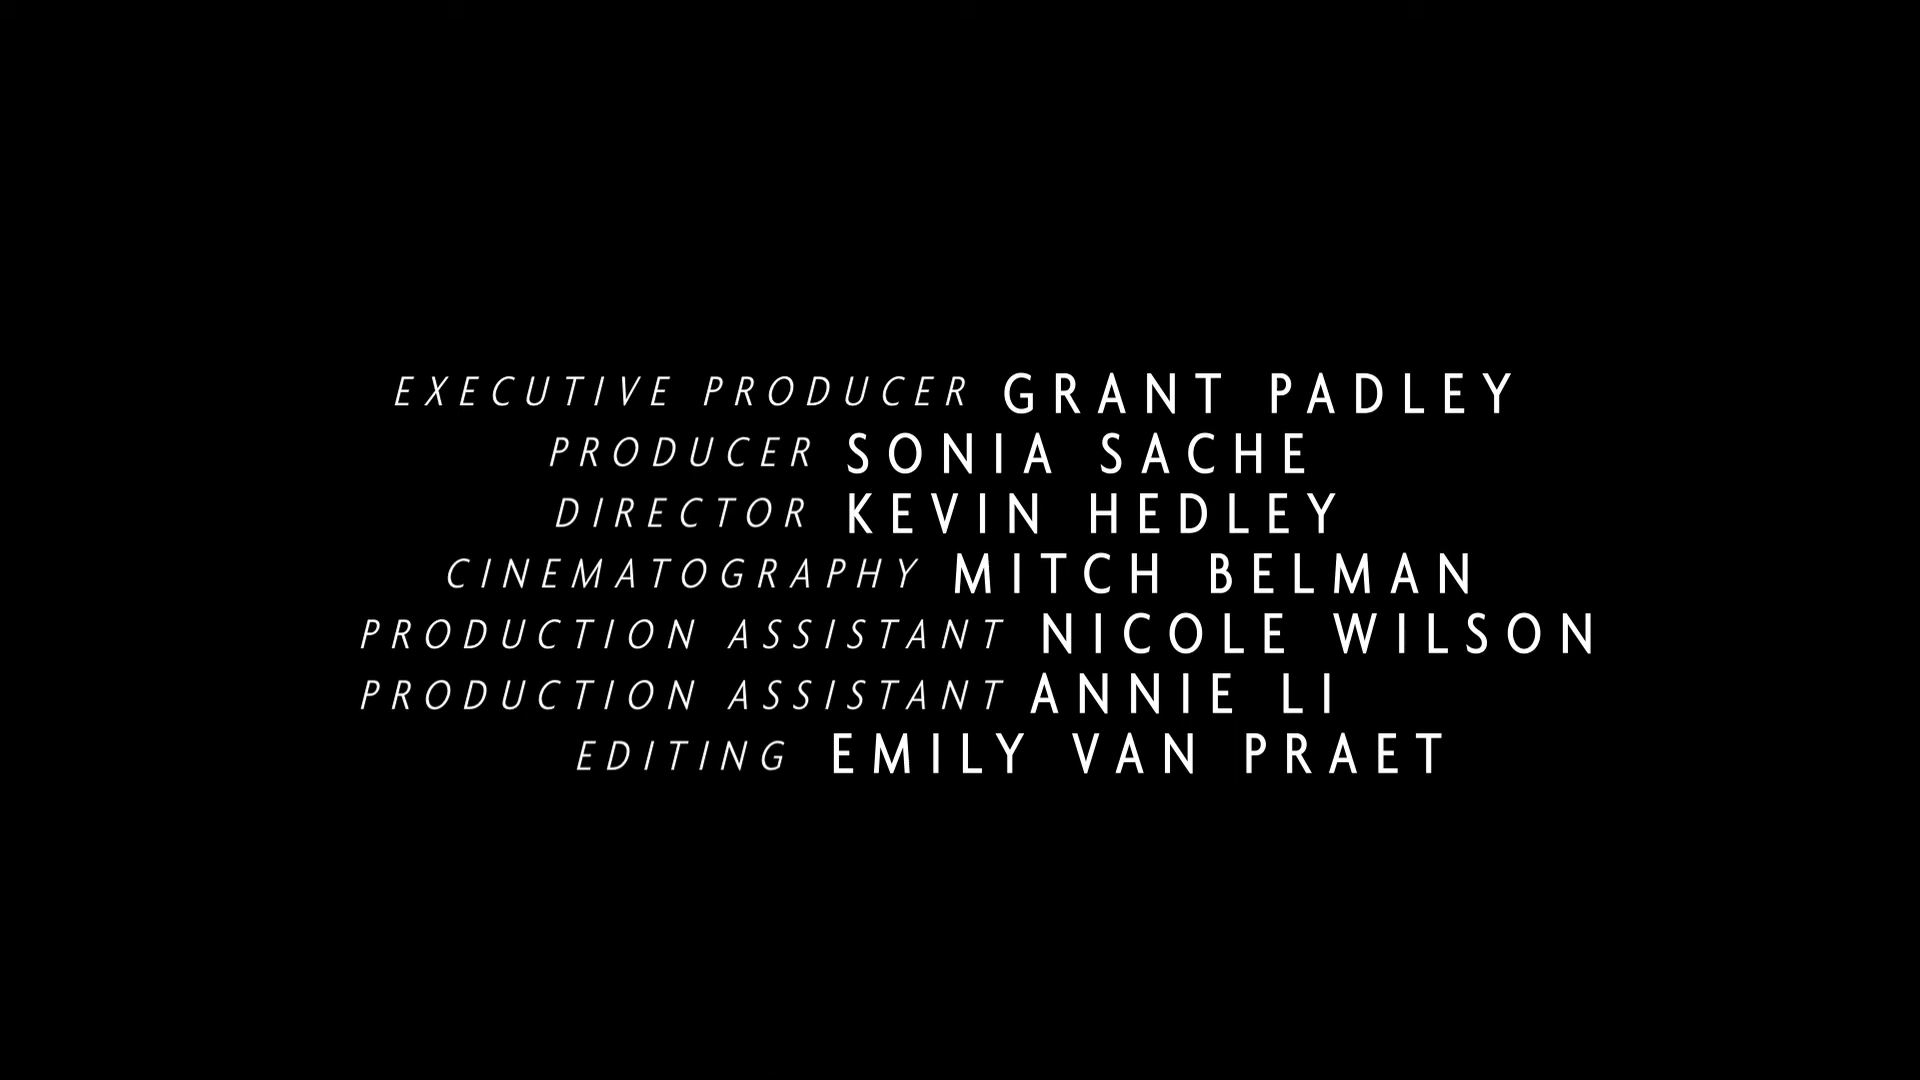 EXECUTIVE PRODUCER GRANT PADLEY
PRODUCER SONIA SACHE
DIRECTOR KEVIN HEDLEY
CINEMATOGRAPHY MITCH BELMAN
PRODUCTION ASSISTANT NICOLE WILSON
PRODUCTION ASSISTANT ANNIE LI
EDITING EMILY VAN PRAET